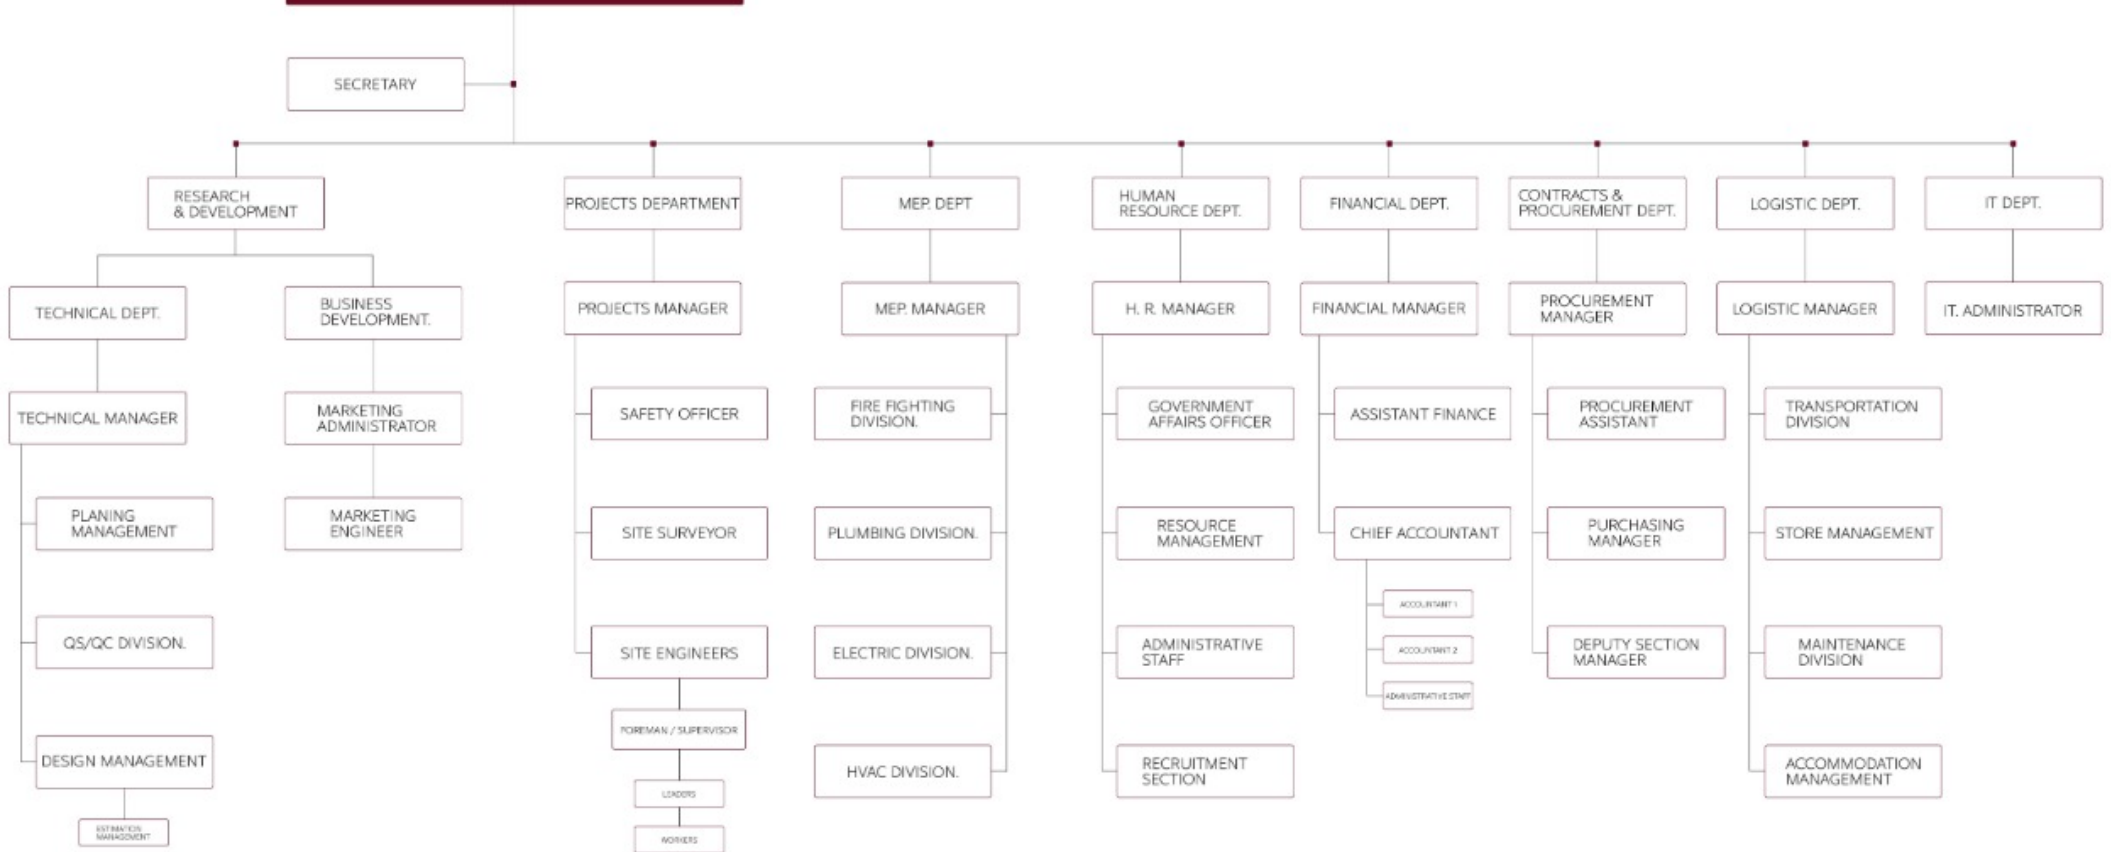 SECRETARY
RESEARCH
& DEVELOPMENT
PROJECTS DEPARTMENT
MEP. DEPT
HUMAN
RESOURCE DEPT.
FINANCIAL DEPT.
CONTRACTS &
PROCUREMENT DEPT.
LOGISTIC DEPT.
IT DEPT.
TECHNICAL DEPT.
BUSINESS
DEVELOPMENT.
PROJECTS MANAGER
MEP. MANAGER
H. R. MANAGER
FINANCIAL MANAGER
PROCUREMENT
MANAGER
LOGISTIC MANAGER
IT. ADMINISTRATOR
TECHNICAL MANAGER
MARKETING
ADMINISTRATOR
SAFETY OFFICER
FIRE FIGHTING
DIVISION.
GOVERNMENT
AFFAIRS OFFICER
ASSISTANT FINANCE
PROCUREMENT
ASSISTANT
TRANSPORTATION
DIVISION
PLANING
MANAGEMENT
MARKETING
ENGINEER
SITE SURVEYOR
PLUMBING DIVISION.
RESOURCE
MANAGEMENT
CHIEF ACCOUNTANT
PURCHASING
MANAGER
STORE MANAGEMENT
ACCOUNTANT 1
ACCOUNTANT 2
ADMINISTRATIVE STAFF
QS/QC DIVISION.
SITE ENGINEERS
ELECTRIC DIVISION.
ADMINISTRATIVE
STAFF
DEPUTY SECTION
MANAGER
MAINTENANCE
DIVISION
FOREMAN / SUPERVISOR
DESIGN MANAGEMENT
HVAC DIVISION.
RECRUITMENT
SECTION
ACCOMMODATION
MANAGEMENT
LEADERS
ESTIMATION
MANAGEMENT
WORKERS